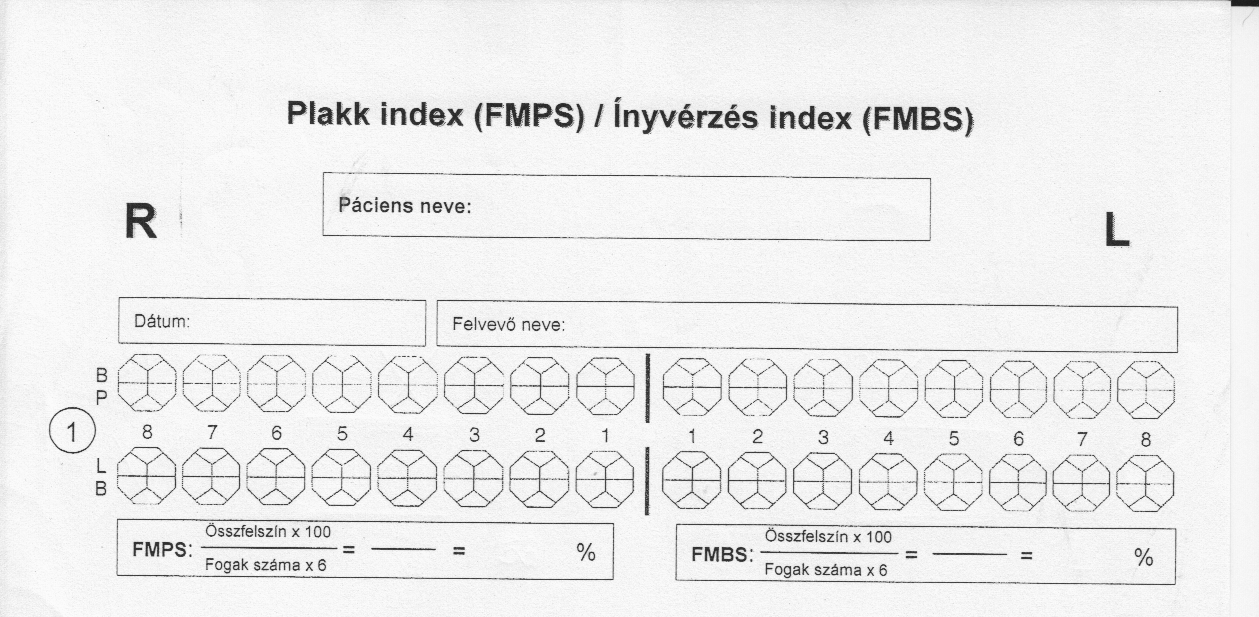 Plakk index (FMPS) / Ínyvérzés index (FMBS)
R
Páciens neve:
L
Dátum:
Felvevő neve:
B
P
1
8 7 6 5 4 3 2 1 1 2 3 4 5 6 7 8
L
B
FMPS: Összfelszín x 100 / Fogak száma x 6 = = %
FMBS: Összfelszín x 100 / Fogak száma x 6 = = %